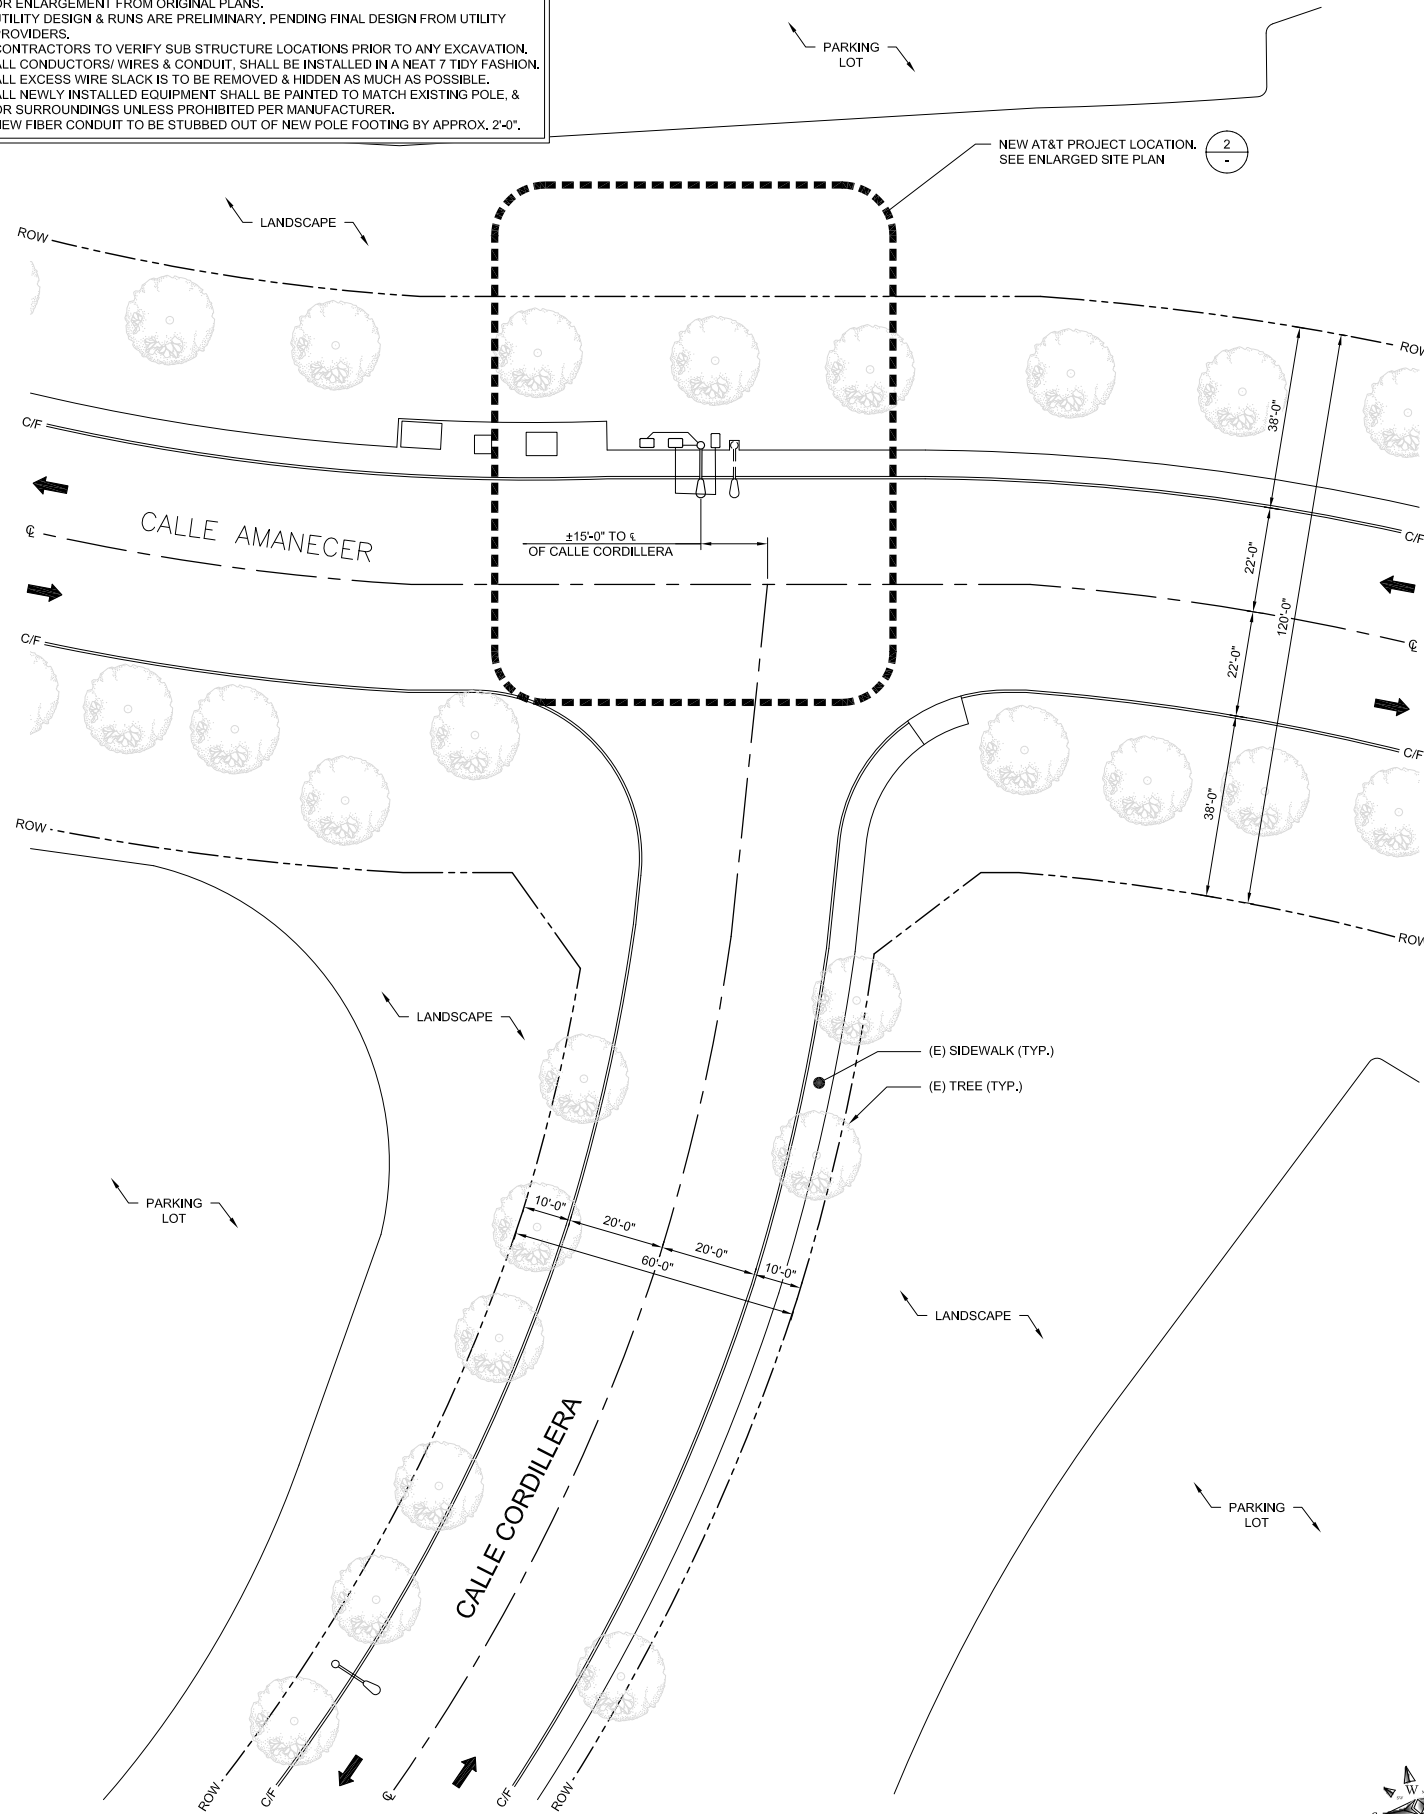 OR ENLARGEMENT FROM ORIGINAL PLANS.
UTILITY DESIGN & RUNS ARE PRELIMINARY, PENDING FINAL DESIGN FROM UTILITY
PROVIDERS.
CONTRACTORS TO VERIFY SUB STRUCTURE LOCATIONS PRIOR TO ANY EXCAVATION.
ALL CONDUCTORS/ WIRES & CONDUIT, SHALL BE INSTALLED IN A NEAT 7 TIDY FASHION.
ALL EXCESS WIRE SLACK IS TO BE REMOVED & HIDDEN AS MUCH AS POSSIBLE.
ALL NEWLY INSTALLED EQUIPMENT SHALL BE PAINTED TO MATCH EXISTING POLE, &
OR SURROUNDINGS UNLESS PROHIBITED PER MANUFACTURER.
NEW FIBER CONDUIT TO BE STUBBED OUT OF NEW POLE FOOTING BY APPROX. 2'-0".
PARKING
LOT
NEW AT&T PROJECT LOCATION.
SEE ENLARGED SITE PLAN
2
-
LANDSCAPE
ROW
ROW
C/F
38'-0"
C/F
CALLE AMANECER
℄
±15'-0" TO ℄
OF CALLE CORDILLERA
22'-0"
120'-0"
C/F
℄
22'-0"
C/F
38'-0"
ROW
ROW
LANDSCAPE
(E) SIDEWALK (TYP.)
(E) TREE (TYP.)
PARKING
LOT
10'-0"
20'-0"
20'-0"
60'-0"
10'-0"
LANDSCAPE
CALLE CORDILLERA
PARKING
LOT
ROW
C/F
℄
C/F
ROW
W